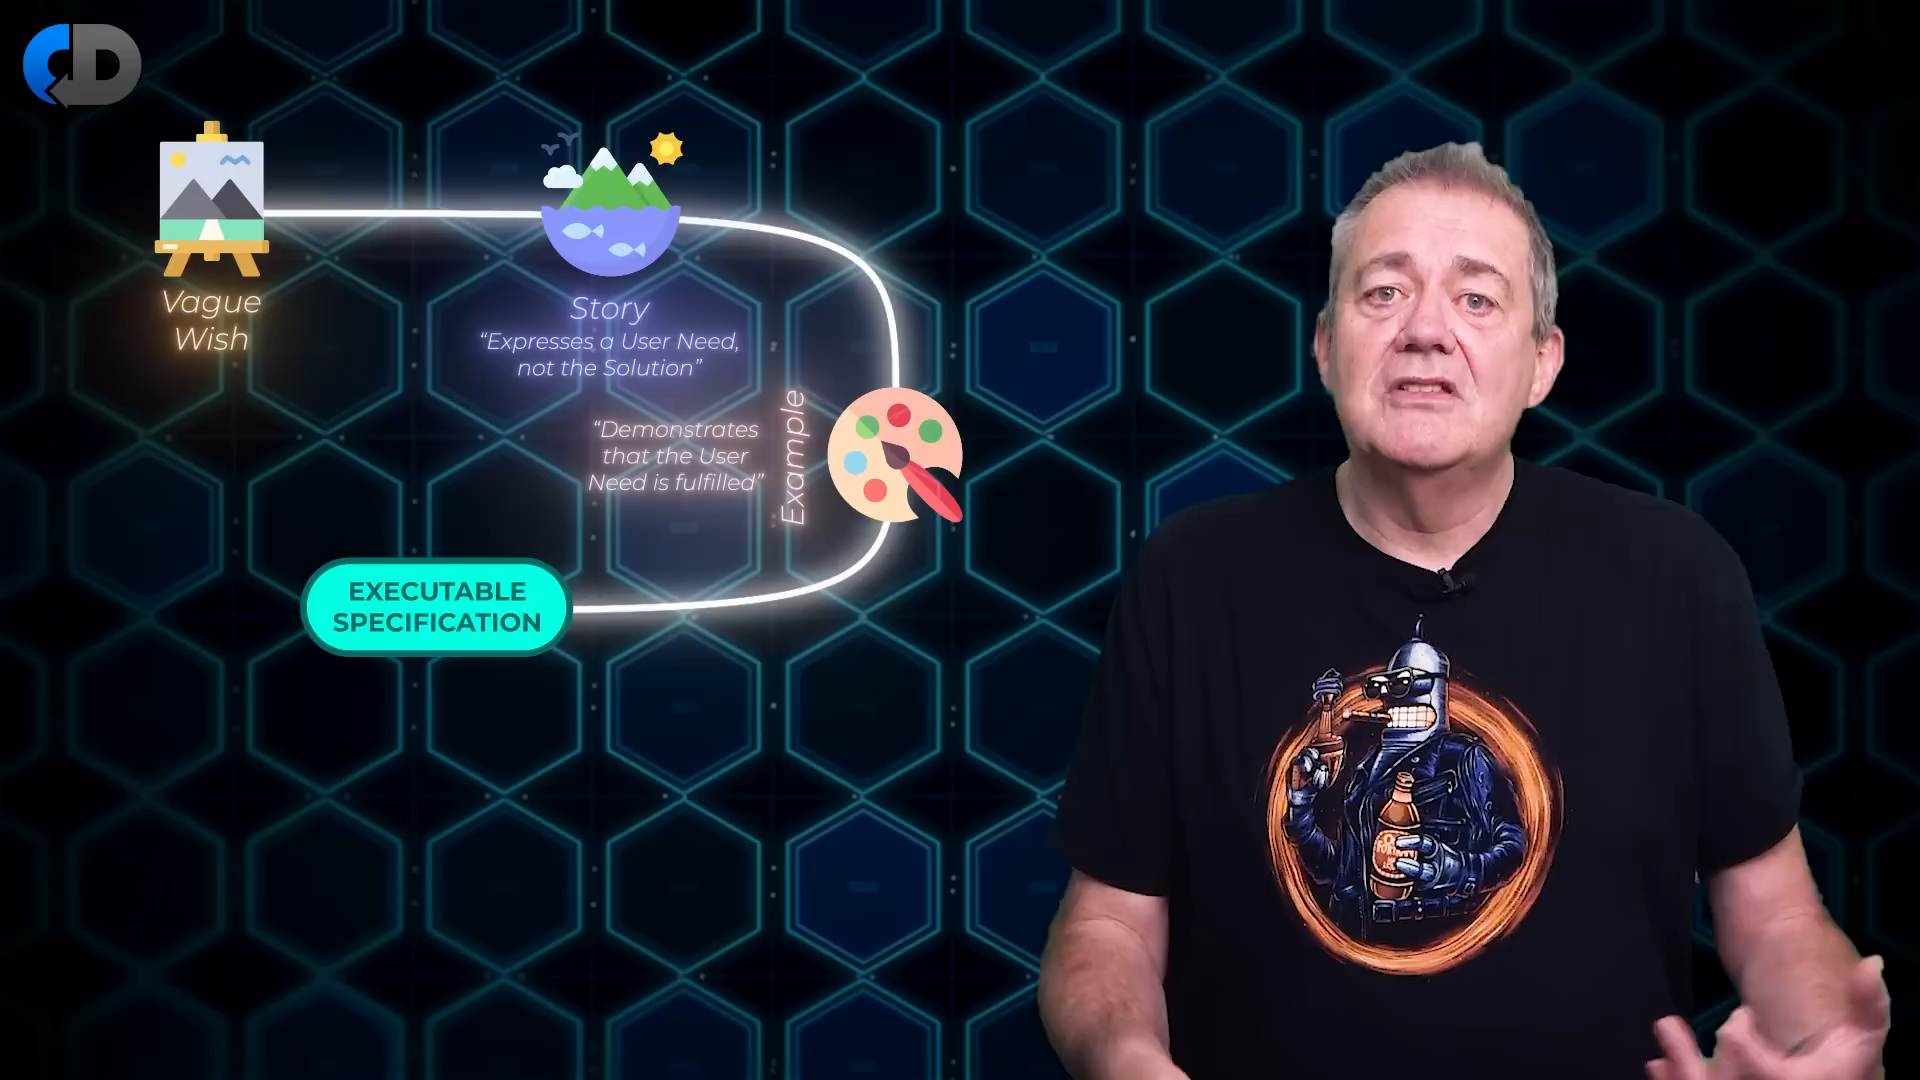 CD
Vague
Wish
Story
“Expresses a User Need,
not the Solution”
“Demonstrates
that the User
Need is fulfilled”
Example
EXECUTABLE
SPECIFICATION